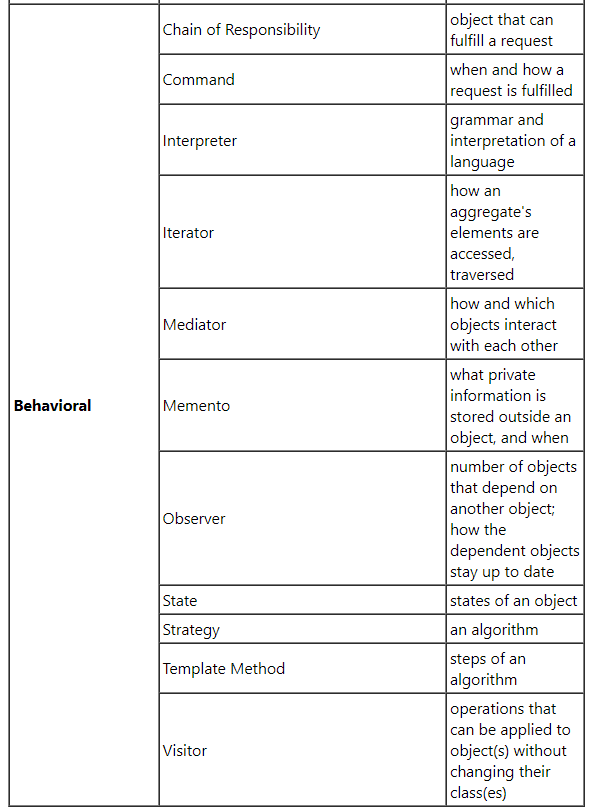 Behavioral
Chain of Responsibility
object that can
fulfill a request
Command
when and how a
request is fulfilled
Interpreter
grammar and
interpretation of a
language
Iterator
how an
aggregate's
elements are
accessed,
traversed
Mediator
how and which
objects interact
with each other
Memento
what private
information is
stored outside an
object, and when
Observer
number of objects
that depend on
another object;
how the
dependent objects
stay up to date
State
states of an object
Strategy
an algorithm
Template Method
steps of an
algorithm
Visitor
operations that
can be applied to
object(s) without
changing their
class(es)